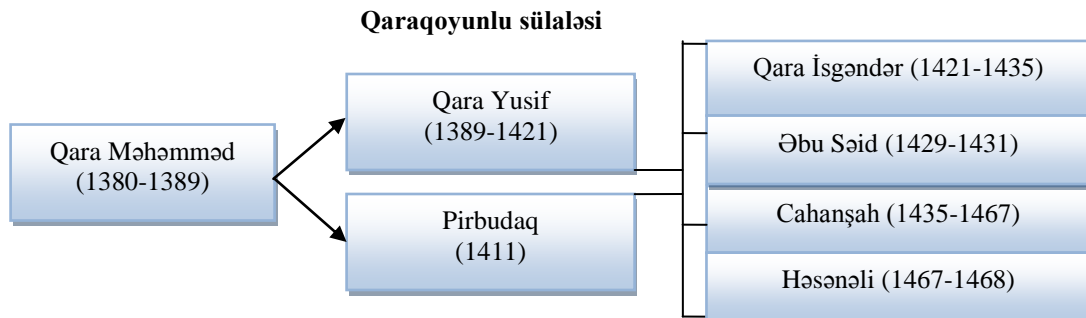 Qaraqoyunlu sülaləsi
Qara Məhəmməd
(1380-1389)
Qara Yusif
(1389-1421)
Pirbudaq
(1411)
Qara İsgəndər (1421-1435)
Əbu Səid (1429-1431)
Cahanşah (1435-1467)
Həsənəli (1467-1468)